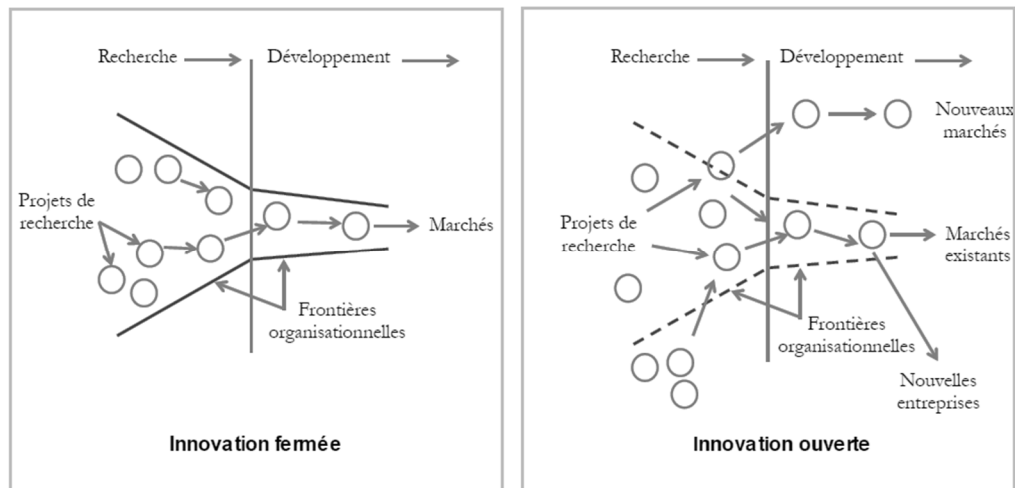 Recherche
Développement
Projets de
recherche
Marchés
Frontières
organisationnelles
Innovation fermée
Recherche
Développement
Nouveaux
marchés
Projets de
recherche
Marchés
existants
Frontières
organisationnelles
Nouvelles
entreprises
Innovation ouverte